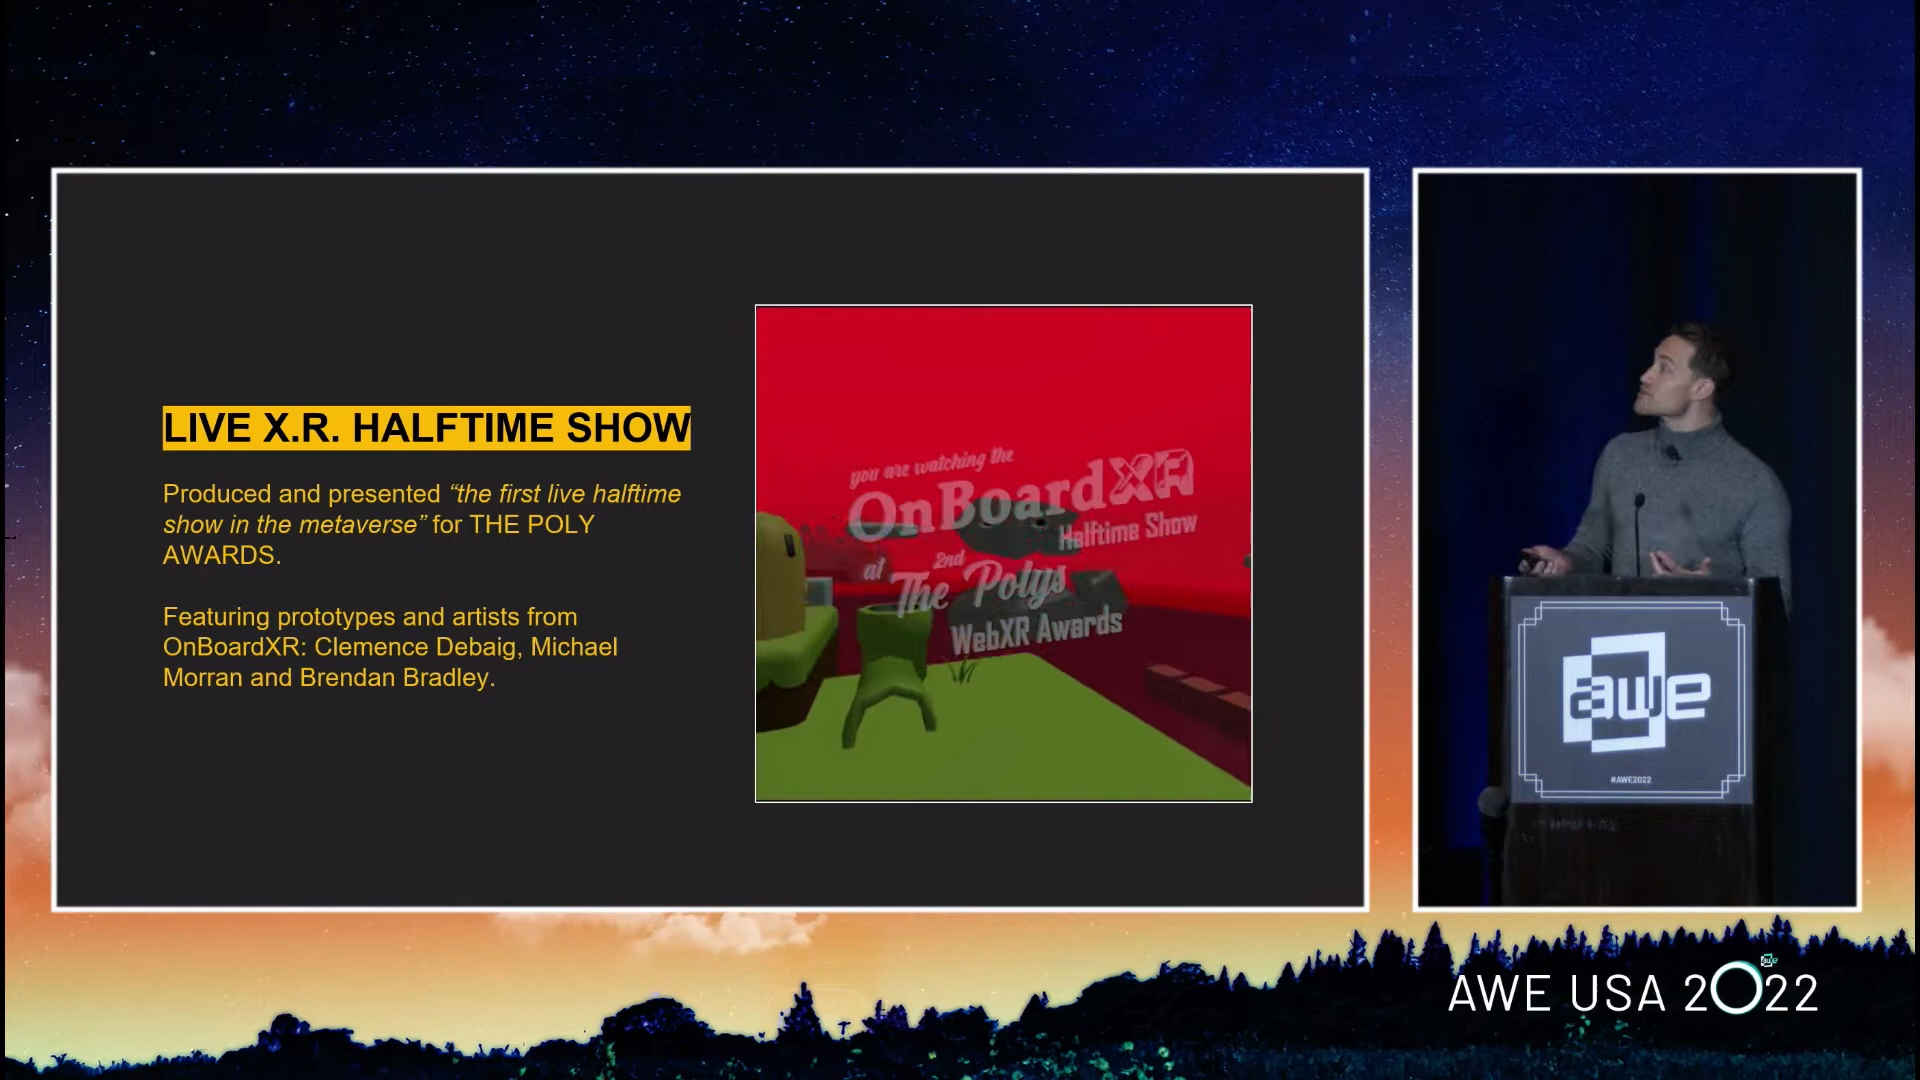 LIVE X.R. HALFTIME SHOW
Produced and presented “the first live halftime
show in the metaverse” for THE POLY
AWARDS.
Featuring prototypes and artists from
OnBoardXR: Clemence Debaig, Michael
Morran and Brendan Bradley.
you are watching the
OnBoardXR
Halftime Show
at 2nd
The Polys
WebXR Awards
awe
#AWE2022
awe
AWE USA 2022